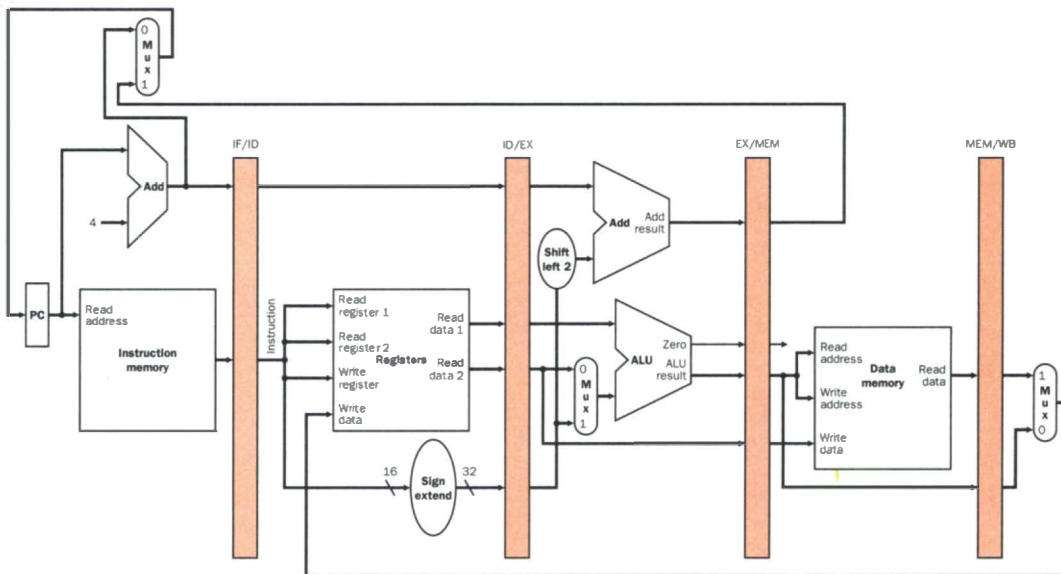 0
M
u
x
1
IF/ID
ID/EX
EX/MEM
MEM/WB
Add
4
Add
Add
result
Shift
left 2
PC
Read
address
Instruction
memory
Instruction
Read
register 1
Read
register 2
Registers
Write
register
Write
data
Read
data 1
Read
data 2
0
M
u
x
1
Zero
ALU
ALU
result
Read
address
Write
address
Write
data
Data
memory
Read
data
1
M
u
x
0
16
Sign
extend
32